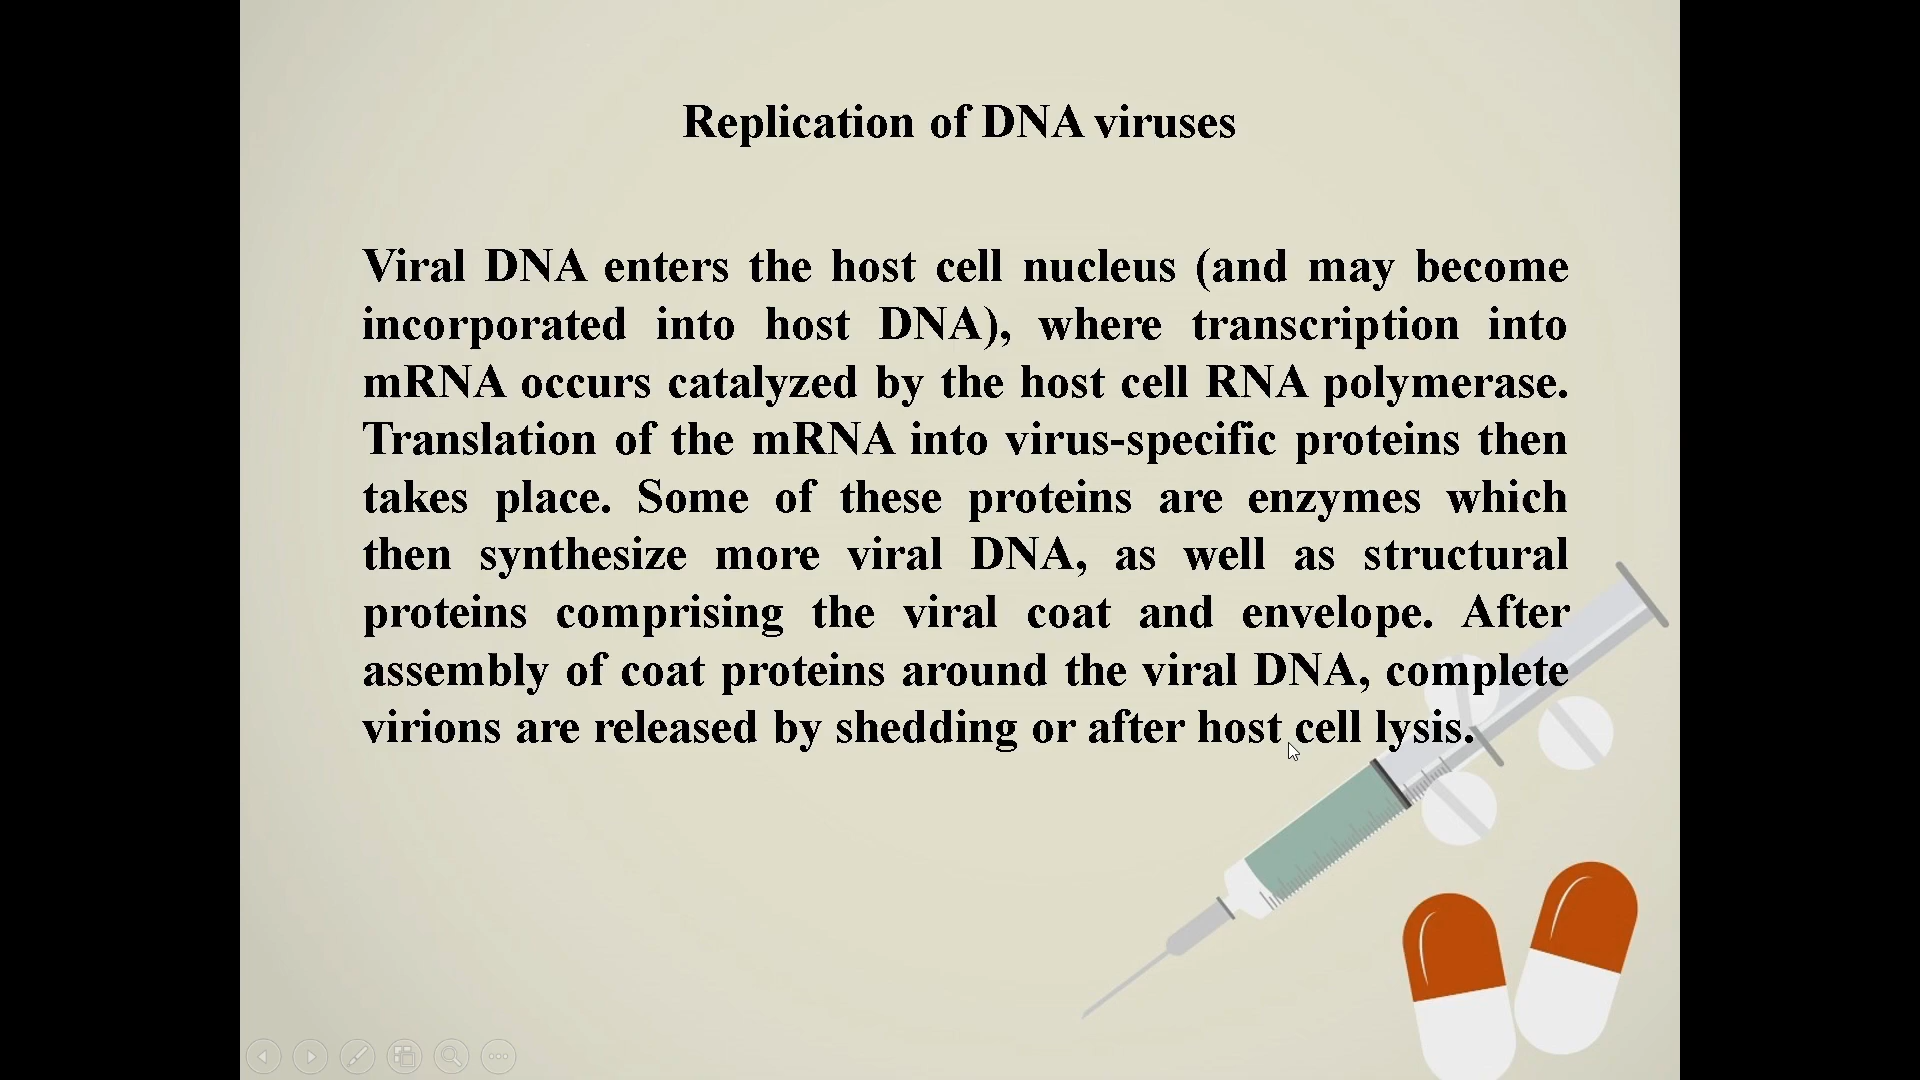 Replication of DNA viruses
Viral DNA enters the host cell nucleus (and may become
incorporated into host DNA), where transcription into
mRNA occurs catalyzed by the host cell RNA polymerase.
Translation of the mRNA into virus-specific proteins then
takes place. Some of these proteins are enzymes which
then synthesize more viral DNA, as well as structural
proteins comprising the viral coat and envelope. After
assembly of coat proteins around the viral DNA, complete
virions are released by shedding or after host cell lysis.